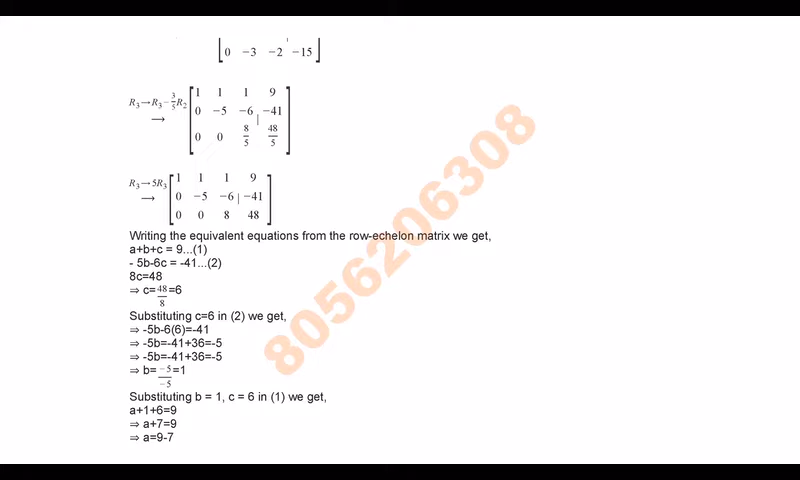 0 −3 −2 −15
R3→R3−3/5R2 1 1 1 9
→ 0 −5 −6 | −41
0 0 8/5 48/5
R3→5R3 1 1 1 9
→ 0 −5 −6 | −41
0 0 8 48
Writing the equivalent equations from the row-echelon matrix we get,
a+b+c = 9...(1)
- 5b-6c = -41...(2)
8c=48
⇒ c=48/8=6
Substituting c=6 in (2) we get,
⇒ -5b-6(6)=-41
⇒ -5b=-41+36=-5
⇒ -5b=-41+36=-5
⇒ b=−5/−5=1
Substituting b = 1, c = 6 in (1) we get,
a+1+6=9
⇒ a+7=9
⇒ a=9-7
8056206308